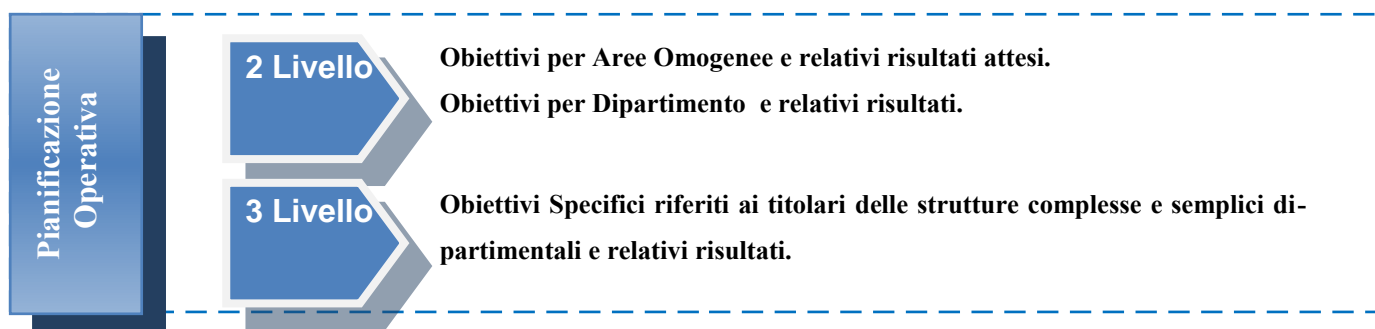 Pianificazione
Operativa
2 Livello
Obiettivi per Aree Omogenee e relativi risultati attesi.
Obiettivi per Dipartimento e relativi risultati.
3 Livello
Obiettivi Specifici riferiti ai titolari delle strutture complesse e semplici di-
partimentali e relativi risultati.